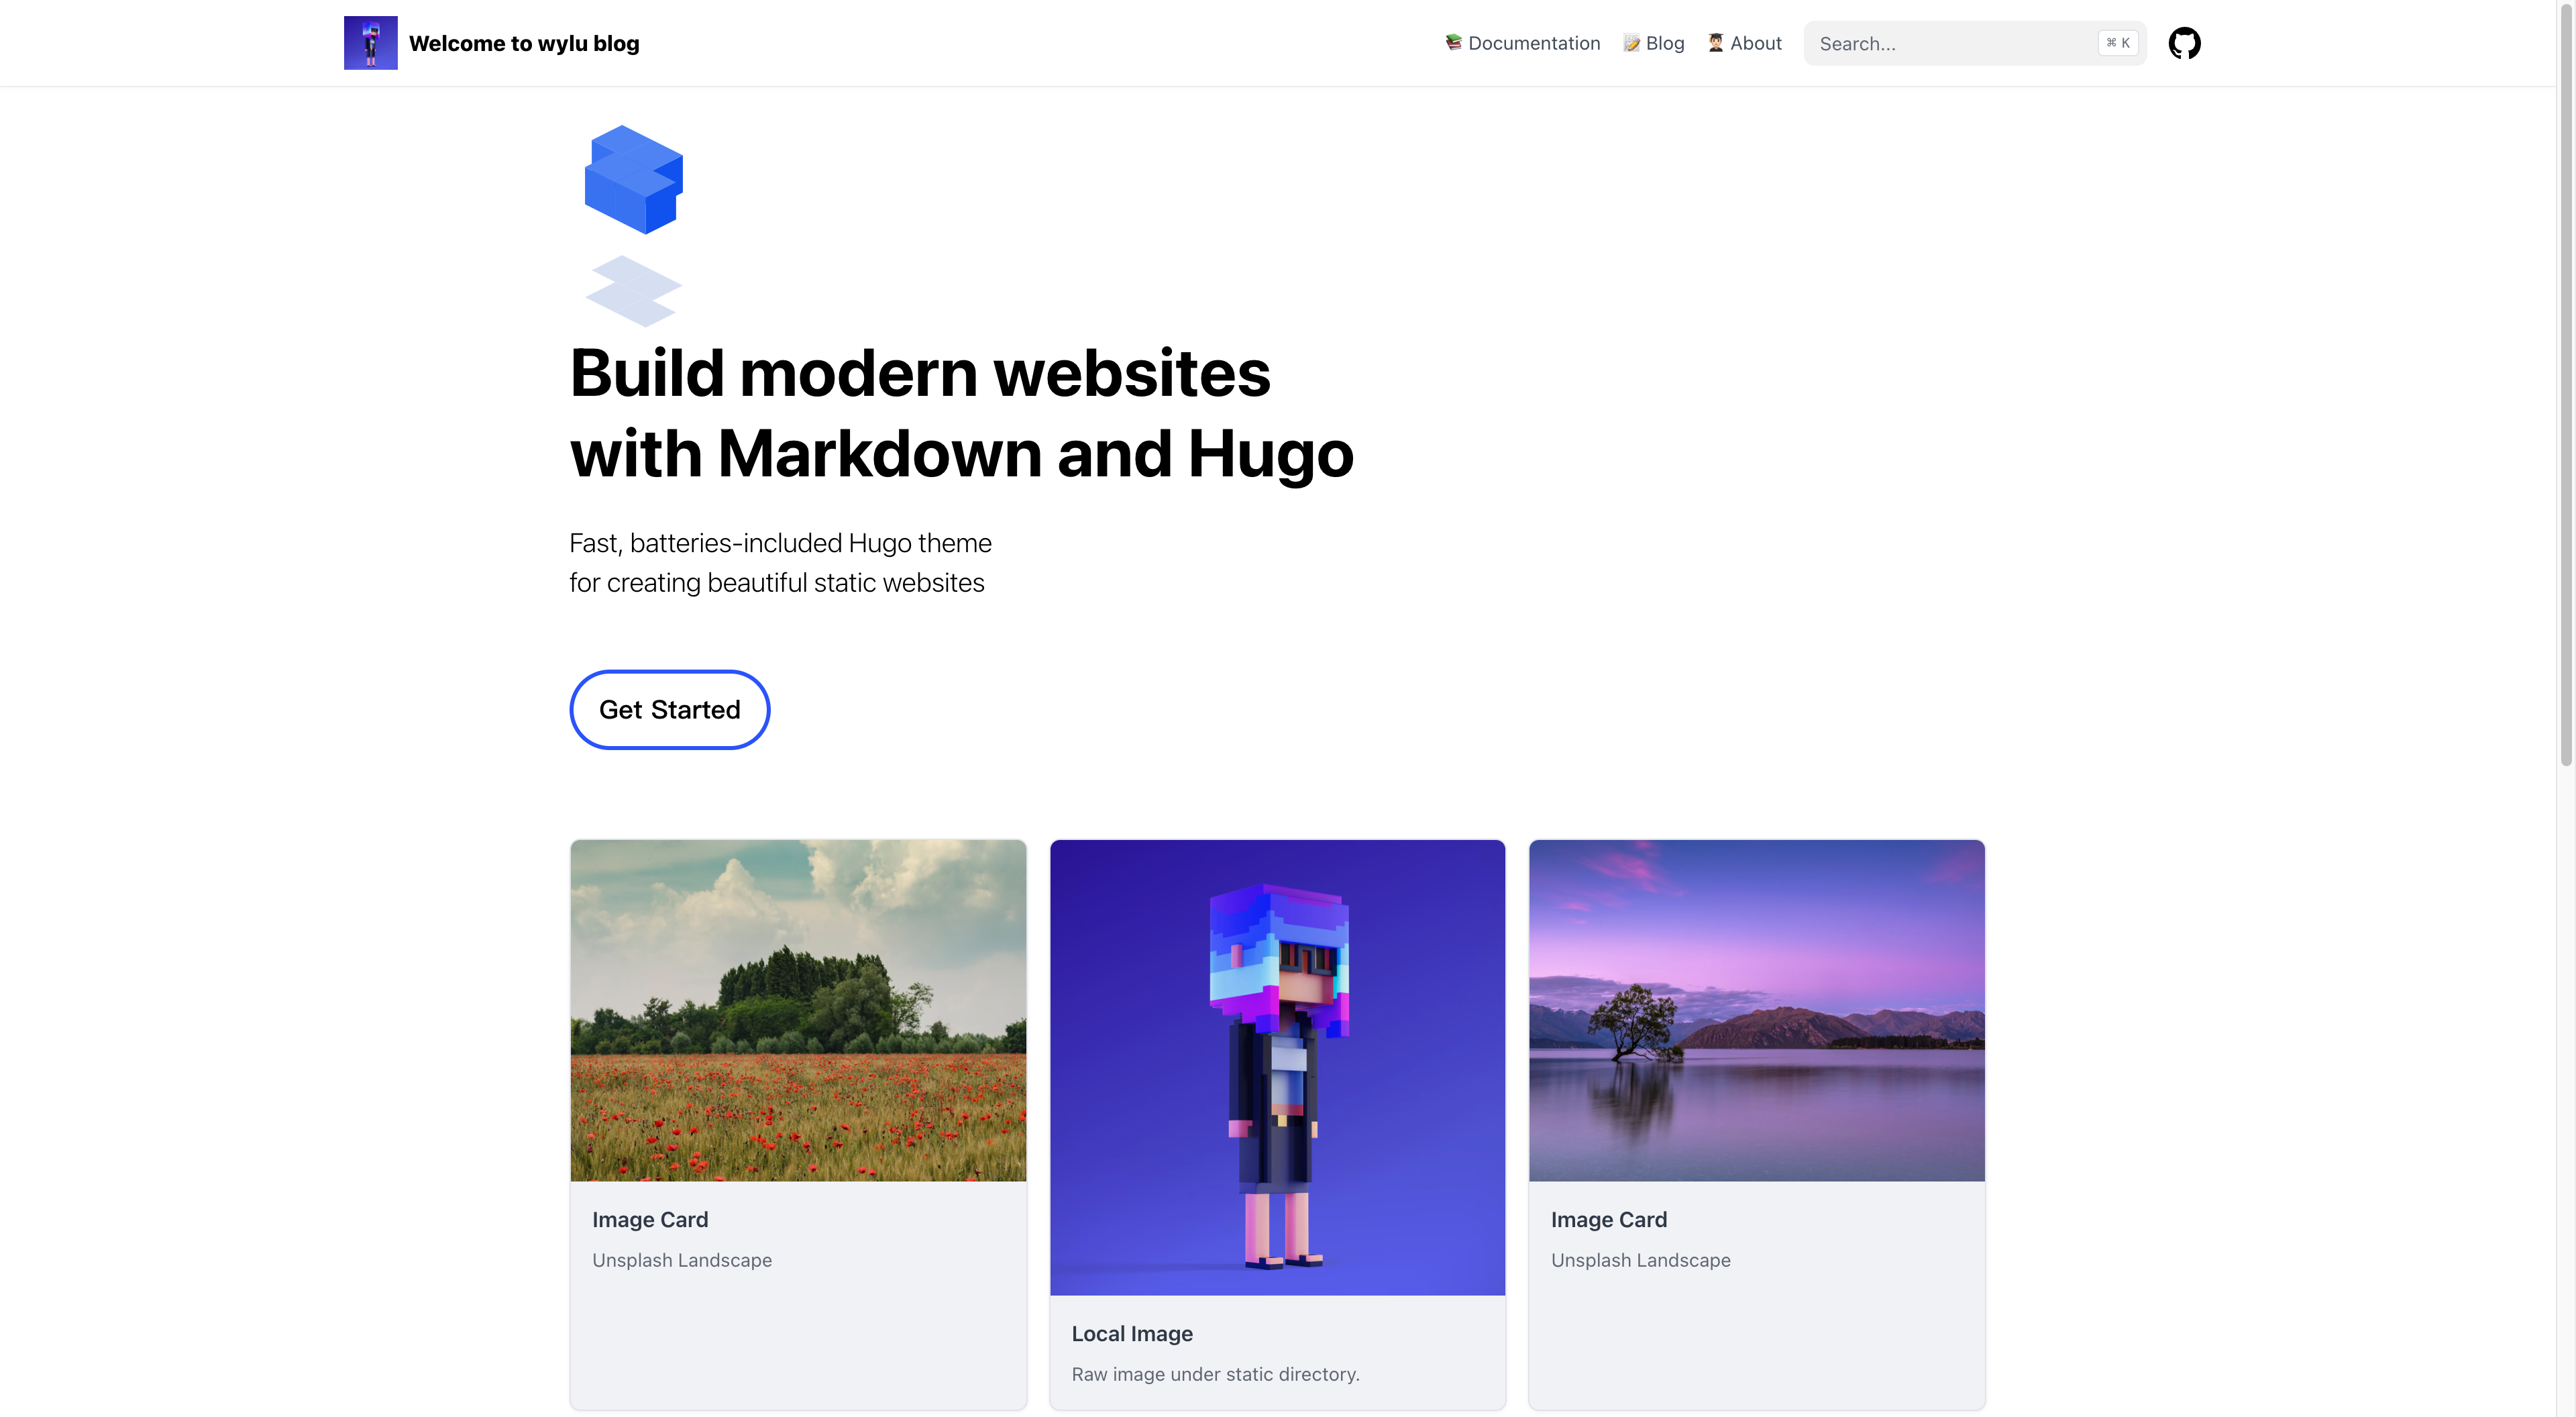 Welcome to wylu blog
📚 Documentation
📝 Blog
👨🏻‍🎓 About
Search...
⌘ K
Build modern websites
with Markdown and Hugo
Fast, batteries-included Hugo theme
for creating beautiful static websites
Get Started
Image Card
Unsplash Landscape
Local Image
Raw image under static directory.
Image Card
Unsplash Landscape